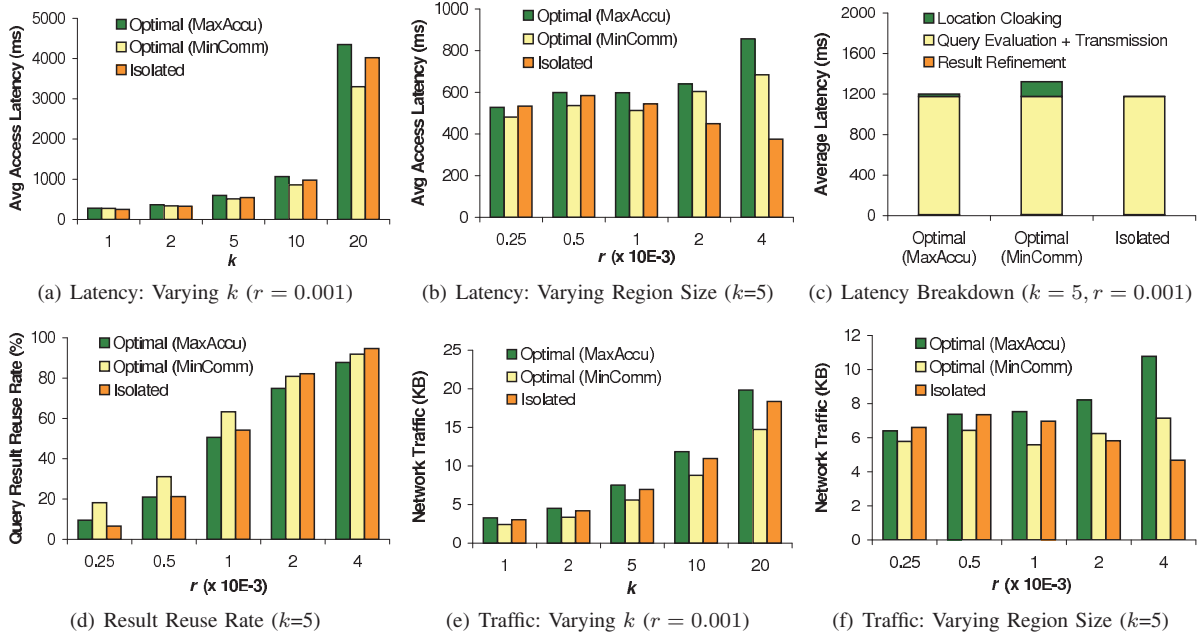 Avg Access Latency (ms)
5000
4000
3000
2000
1000
0
Optimal (MaxAccu)
Optimal (MinComm)
Isolated
1 2 5 10 20
k
(a) Latency: Varying k (r = 0.001)
Avg Access Latency (ms)
1000
800
600
400
200
0
Optimal (MaxAccu)
Optimal (MinComm)
Isolated
0.25 0.5 1 2 4
r (x 10E-3)
(b) Latency: Varying Region Size (k=5)
Average Latency (ms)
2000
1600
1200
800
400
0
Location Cloaking
Query Evaluation + Transmission
Result Refinement
Optimal Optimal Isolated
(MaxAccu) (MinComm)
(c) Latency Breakdown (k = 5, r = 0.001)
Query Result Reuse Rate (%)
100
80
60
40
20
0
Optimal (MaxAccu)
Optimal (MinComm)
Isolated
0.25 0.5 1 2 4
r (x 10E-3)
(d) Result Reuse Rate (k=5)
Network Traffic (KB)
25
20
15
10
5
0
Optimal (MaxAccu)
Optimal (MinComm)
Isolated
1 2 5 10 20
k
(e) Traffic: Varying k (r = 0.001)
Network Traffic (KB)
12
10
8
6
4
2
0
Optimal (MaxAccu)
Optimal (MinComm)
Isolated
0.25 0.5 1 2 4
r (x 10E-3)
(f) Traffic: Varying Region Size (k=5)